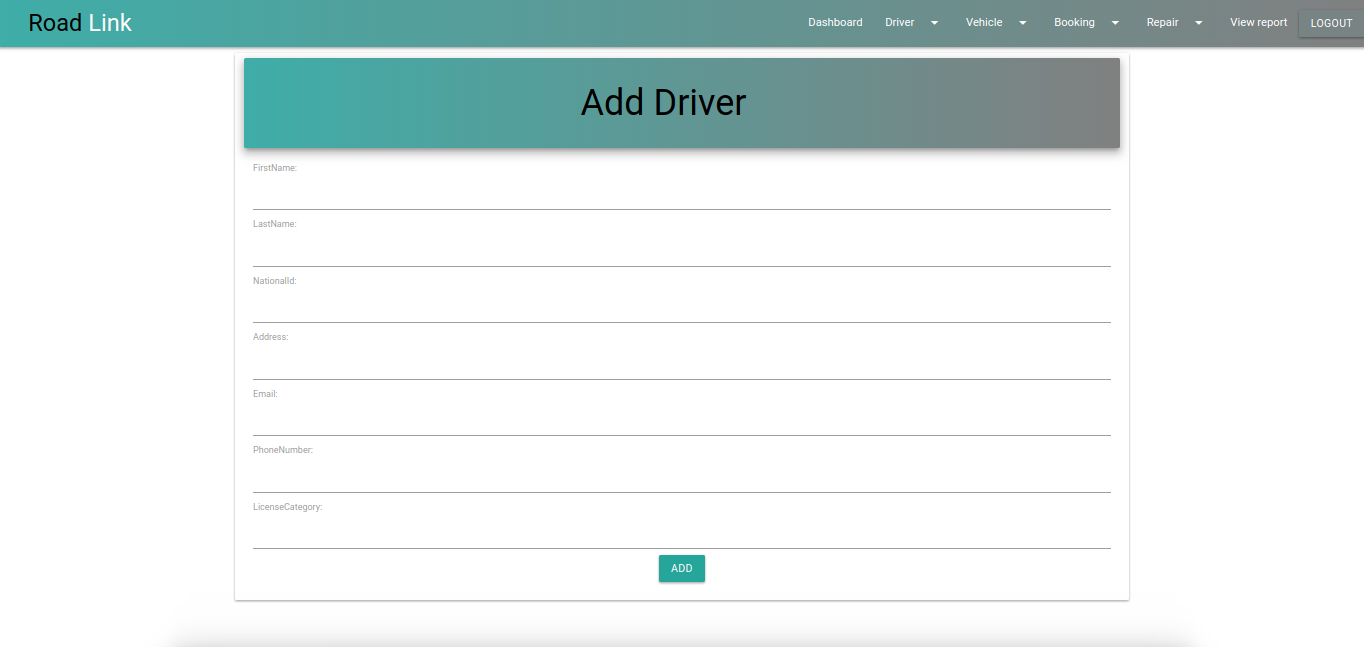 Road Link
Dashboard Driver Vehicle Booking Repair View report LOGOUT
Add Driver
FirstName:
LastName:
NationalId:
Address:
Email:
PhoneNumber:
LicenseCategory:
ADD